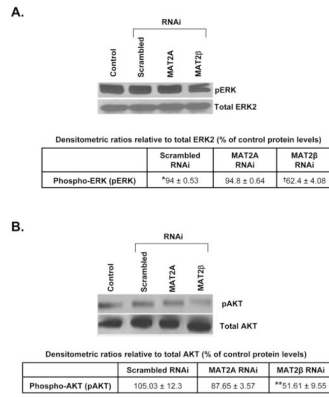 A.
RNAi
Control
Scrambled
MAT2A
MAT2β
pERK
Total ERK2
Densitometric ratios relative to total ERK2 (% of control protein levels)
Scrambled RNAi MAT2A RNAi MAT2β RNAi
Phospho-ERK (pERK) *94 ± 0.53 94.8 ± 0.64 †62.4 ± 4.08
B.
RNAi
Control
Scrambled
MAT2A
MAT2β
pAKT
Total AKT
Densitometric ratios relative to total AKT (% of control protein levels)
Scrambled RNAi MAT2A RNAi MAT2β RNAi
Phospho-AKT (pAKT) 105.03 ± 12.3 87.65 ± 3.57 **51.61 ± 9.55